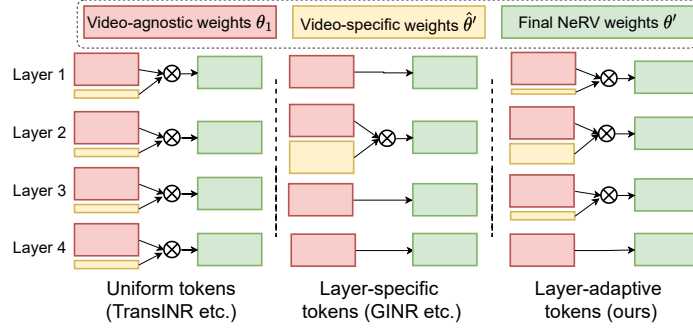 Video-agnostic weights θ₁
Video-specific weights θ̂′
Final NeRV weights θ′
Layer 1
Layer 2
Layer 3
Layer 4
Uniform tokens
(TransINR etc.)
Layer-specific
tokens (GINR etc.)
Layer-adaptive
tokens (ours)